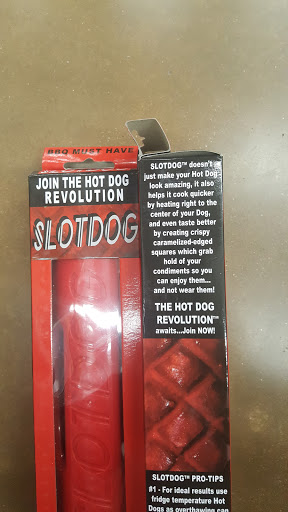 BBQ MUST HAVE
JOIN THE HOT DOG
REVOLUTION
SLOTDOG
SLOTDOG
SLOTDOG™ doesn't
just make your Hot Dog
look amazing, it also
helps it cook quicker
by heating right to the
center of your Dog,
and even taste better
by creating crispy
caramelized-edged
squares which grab
hold of your
condiments so you
can enjoy them...
and not wear them!
THE HOT DOG
REVOLUTION™
awaits...Join NOW!
SLOTDOG™ PRO-TIPS
#1 - For ideal results use
fridge temperature Hot
Dogs as overthawing can